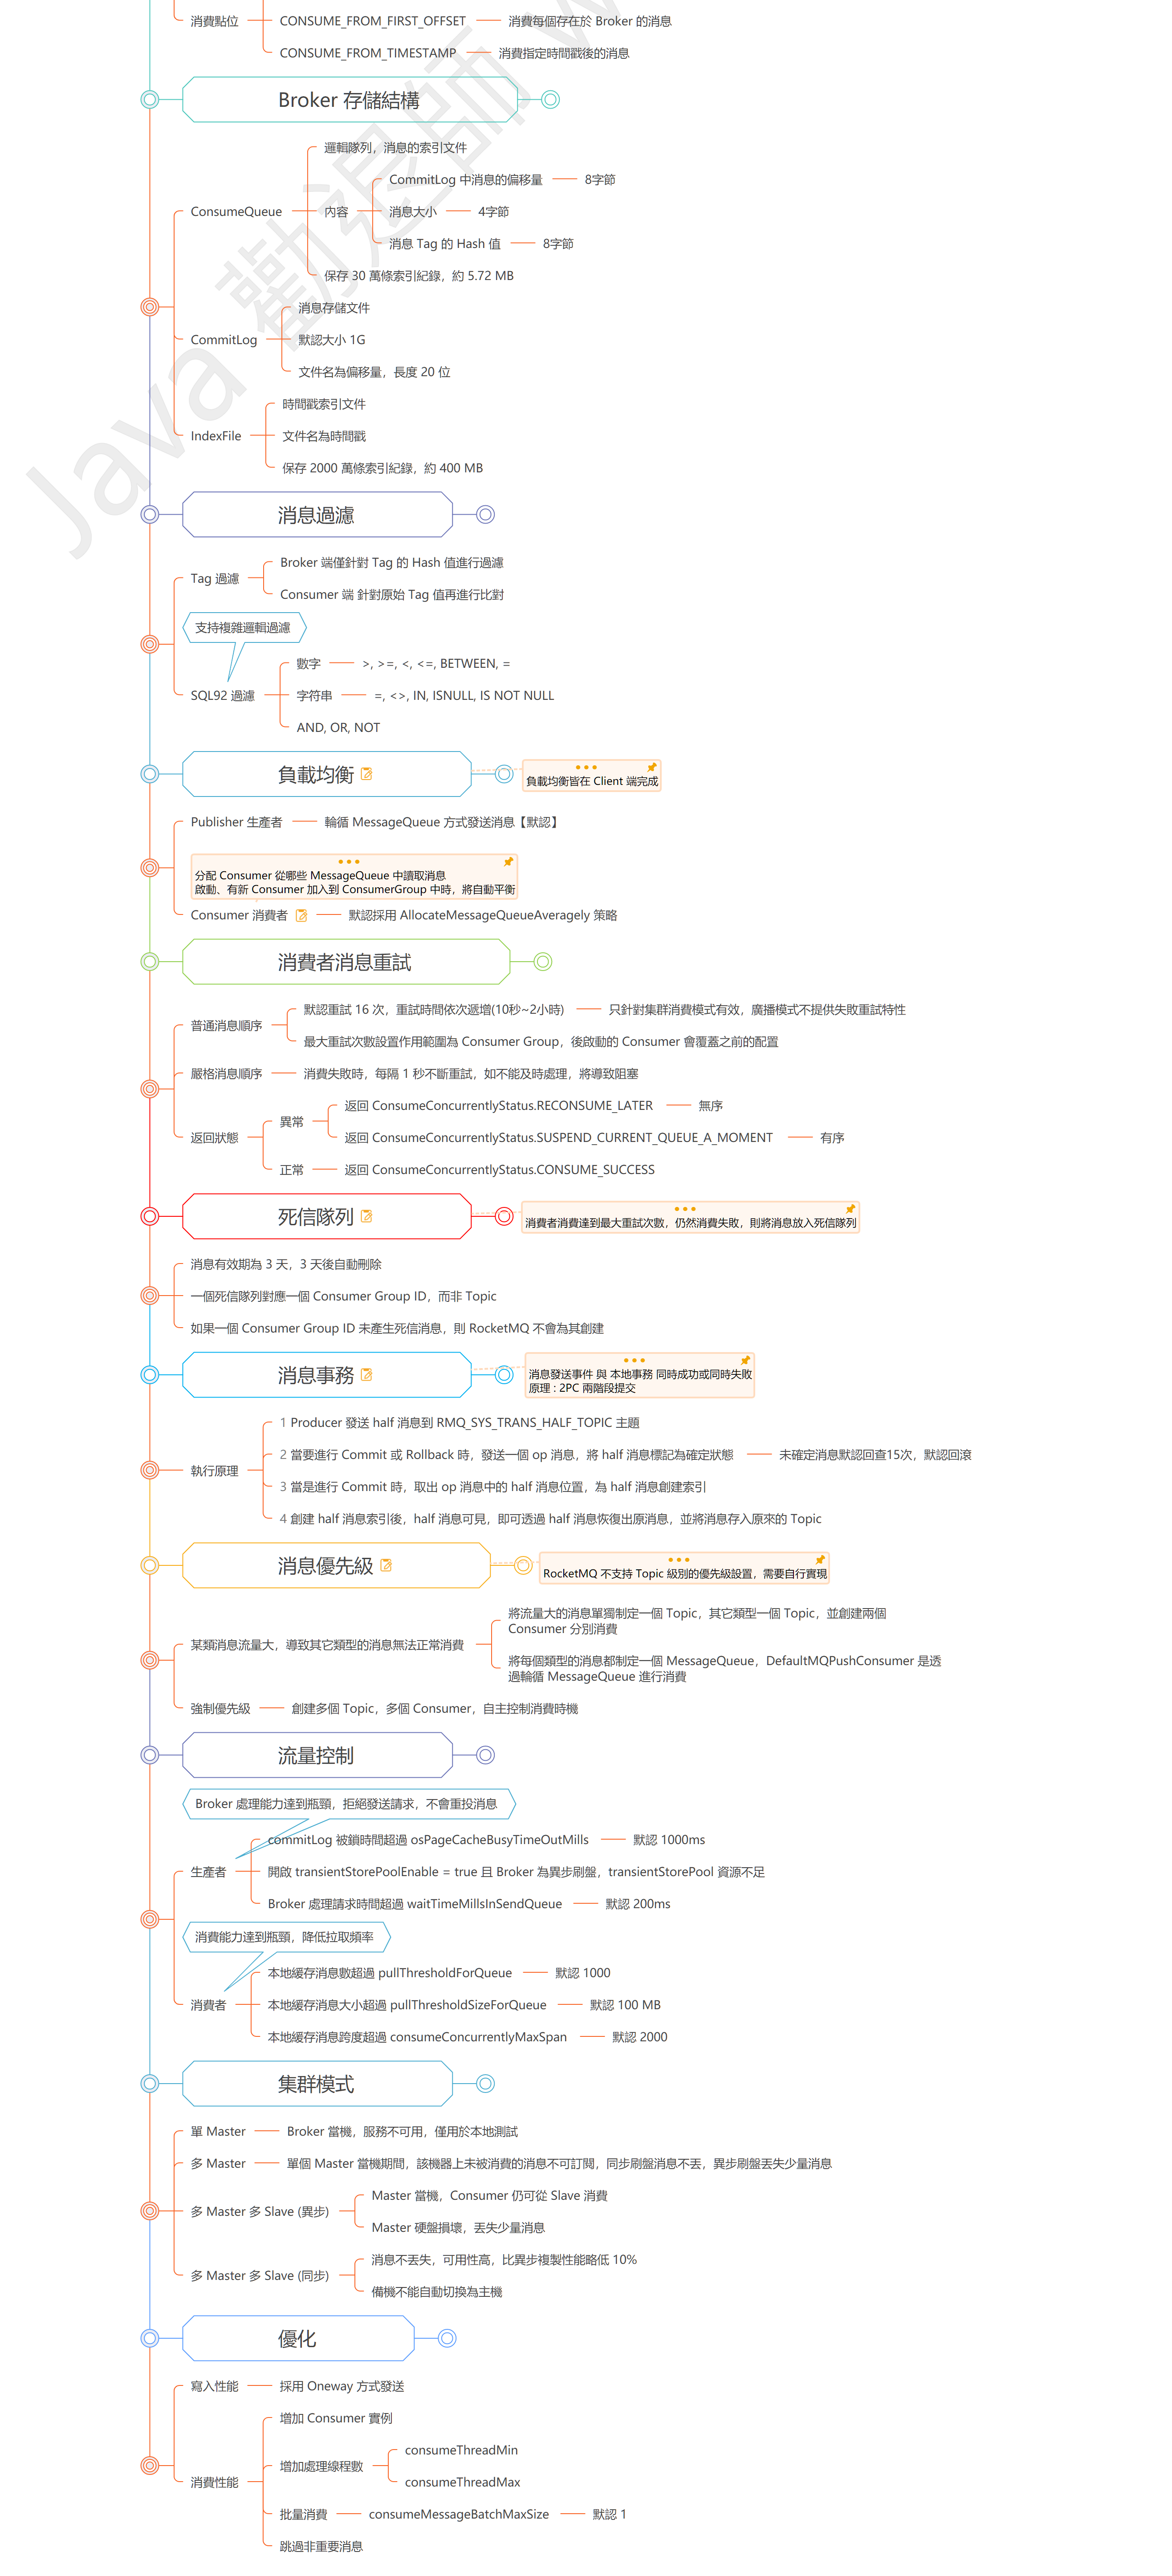 消費點位
CONSUME_FROM_FIRST_OFFSET
消費每個存在於 Broker 的消息
CONSUME_FROM_TIMESTAMP
消費指定時間戳後的消息
Broker 存儲結構
ConsumeQueue
邏輯隊列，消息的索引文件
內容
CommitLog 中消息的偏移量
8字節
消息大小
4字節
消息 Tag 的 Hash 值
8字節
保存 30 萬條索引紀錄，約 5.72 MB
CommitLog
消息存儲文件
默認大小 1G
文件名為偏移量，長度 20 位
IndexFile
時間戳索引文件
文件名為時間戳
保存 2000 萬條索引紀錄，約 400 MB
Java 勸退師 W
消息過濾
Tag 過濾
Broker 端僅針對 Tag 的 Hash 值進行過濾
Consumer 端 針對原始 Tag 值再進行比對
支持複雜邏輯過濾
SQL92 過濾
數字
>, >=, <, <=, BETWEEN, =
字符串
=, <>, IN, ISNULL, IS NOT NULL
AND, OR, NOT
負載均衡
負載均衡皆在 Client 端完成
Publisher 生產者
輪循 MessageQueue 方式發送消息【默認】
分配 Consumer 從哪些 MessageQueue 中讀取消息
啟動、有新 Consumer 加入到 ConsumerGroup 中時，將自動平衡
Consumer 消費者
默認採用 AllocateMessageQueueAveragely 策略
消費者消息重試
普通消息順序
默認重試 16 次，重試時間依次遞增(10秒~2小時)
只針對集群消費模式有效，廣播模式不提供失敗重試特性
最大重試次數設置作用範圍為 Consumer Group，後啟動的 Consumer 會覆蓋之前的配置
嚴格消息順序
消費失敗時，每隔 1 秒不斷重試，如不能及時處理，將導致阻塞
返回狀態
異常
返回 ConsumeConcurrentlyStatus.RECONSUME_LATER
無序
返回 ConsumeConcurrentlyStatus.SUSPEND_CURRENT_QUEUE_A_MOMENT
有序
正常
返回 ConsumeConcurrentlyStatus.CONSUME_SUCCESS
死信隊列
消費者消費達到最大重試次數，仍然消費失敗，則將消息放入死信隊列
消息有效期為 3 天，3 天後自動刪除
一個死信隊列對應一個 Consumer Group ID，而非 Topic
如果一個 Consumer Group ID 未產生死信消息，則 RocketMQ 不會為其創建
消息事務
消息發送事件 與 本地事務 同時成功或同時失敗
原理 : 2PC 兩階段提交
執行原理
1 Producer 發送 half 消息到 RMQ_SYS_TRANS_HALF_TOPIC 主題
2 當要進行 Commit 或 Rollback 時，發送一個 op 消息，將 half 消息標記為確定狀態
未確定消息默認回查15次，默認回滾
3 當是進行 Commit 時，取出 op 消息中的 half 消息位置，為 half 消息創建索引
4 創建 half 消息索引後，half 消息可見，即可透過 half 消息恢復出原消息，並將消息存入原來的 Topic
消息優先級
RocketMQ 不支持 Topic 級別的優先級設置，需要自行實現
某類消息流量大，導致其它類型的消息無法正常消費
將流量大的消息單獨制定一個 Topic，其它類型一個 Topic，並創建兩個
Consumer 分別消費
將每個類型的消息都制定一個 MessageQueue，DefaultMQPushConsumer 是透
過輪循 MessageQueue 進行消費
強制優先級
創建多個 Topic，多個 Consumer，自主控制消費時機
流量控制
Broker 處理能力達到瓶頸，拒絕發送請求，不會重投消息
生產者
commitLog 被鎖時間超過 osPageCacheBusyTimeOutMills
默認 1000ms
開啟 transientStorePoolEnable = true 且 Broker 為異步刷盤，transientStorePool 資源不足
Broker 處理請求時間超過 waitTimeMillsInSendQueue
默認 200ms
消費能力達到瓶頸，降低拉取頻率
消費者
本地緩存消息數超過 pullThresholdForQueue
默認 1000
本地緩存消息大小超過 pullThresholdSizeForQueue
默認 100 MB
本地緩存消息跨度超過 consumeConcurrentlyMaxSpan
默認 2000
集群模式
單 Master
Broker 當機，服務不可用，僅用於本地測試
多 Master
單個 Master 當機期間，該機器上未被消費的消息不可訂閱，同步刷盤消息不丟，異步刷盤丟失少量消息
多 Master 多 Slave (異步)
Master 當機，Consumer 仍可從 Slave 消費
Master 硬盤損壞，丟失少量消息
多 Master 多 Slave (同步)
消息不丟失，可用性高，比異步複製性能略低 10%
備機不能自動切換為主機
優化
寫入性能
採用 Oneway 方式發送
消費性能
增加 Consumer 實例
增加處理線程數
consumeThreadMin
consumeThreadMax
批量消費
consumeMessageBatchMaxSize
默認 1
跳過非重要消息